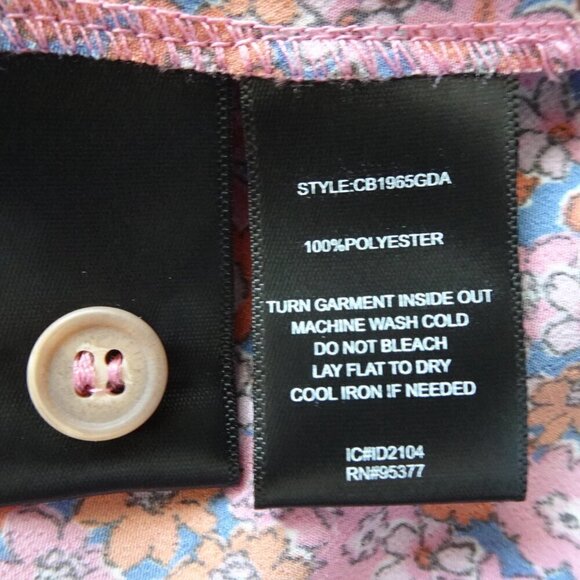 STYLE:CB1965GDA
100%POLYESTER
TURN GARMENT INSIDE OUT
MACHINE WASH COLD
DO NOT BLEACH
LAY FLAT TO DRY
COOL IRON IF NEEDED
IC#ID2104
RN#95377